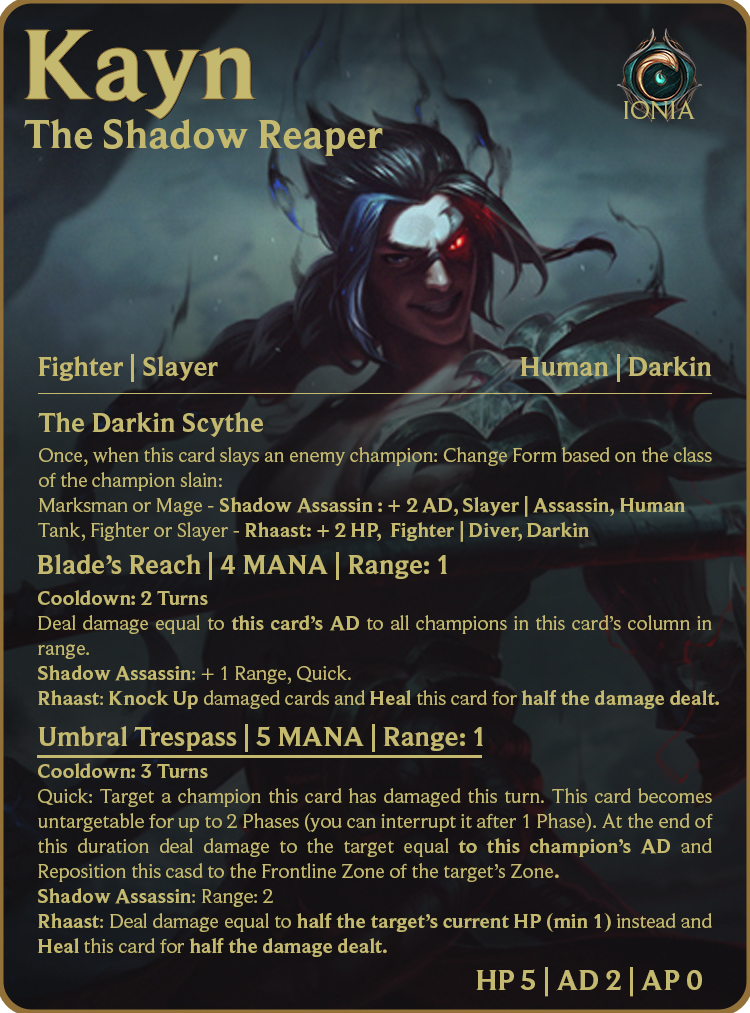 Kayn
IONIA
The Shadow Reaper
Fighter | Slayer
Human | Darkin
The Darkin Scythe
Once, when this card slays an enemy champion: Change Form based on the class
of the champion slain:
Marksman or Mage - Shadow Assassin : + 2 AD, Slayer | Assassin, Human
Tank, Fighter or Slayer - Rhaast: + 2 HP, Fighter | Diver, Darkin
Blade's Reach | 4 MANA | Range: 1
Cooldown: 2 Turns
Deal damage equal to this card's AD to all champions in this card's column in
range.
Shadow Assassin: + 1 Range, Quick.
Rhaast: Knock Up damaged cards and Heal this card for half the damage dealt.
Umbral Trespass | 5 MANA | Range: 1
Cooldown: 3 Turns
Quick: Target a champion this card has damaged this turn. This card becomes
untargetable for up to 2 Phases (you can interrupt it after 1 Phase). At the end of
this duration deal damage to the target equal to this champion's AD and
Reposition this casd to the Frontline Zone of the target's Zone.
Shadow Assassin: Range: 2
Rhaast: Deal damage equal to half the target's current HP (min 1) instead and
Heal this card for half the damage dealt.
HP 5 | AD 2 | AP 0